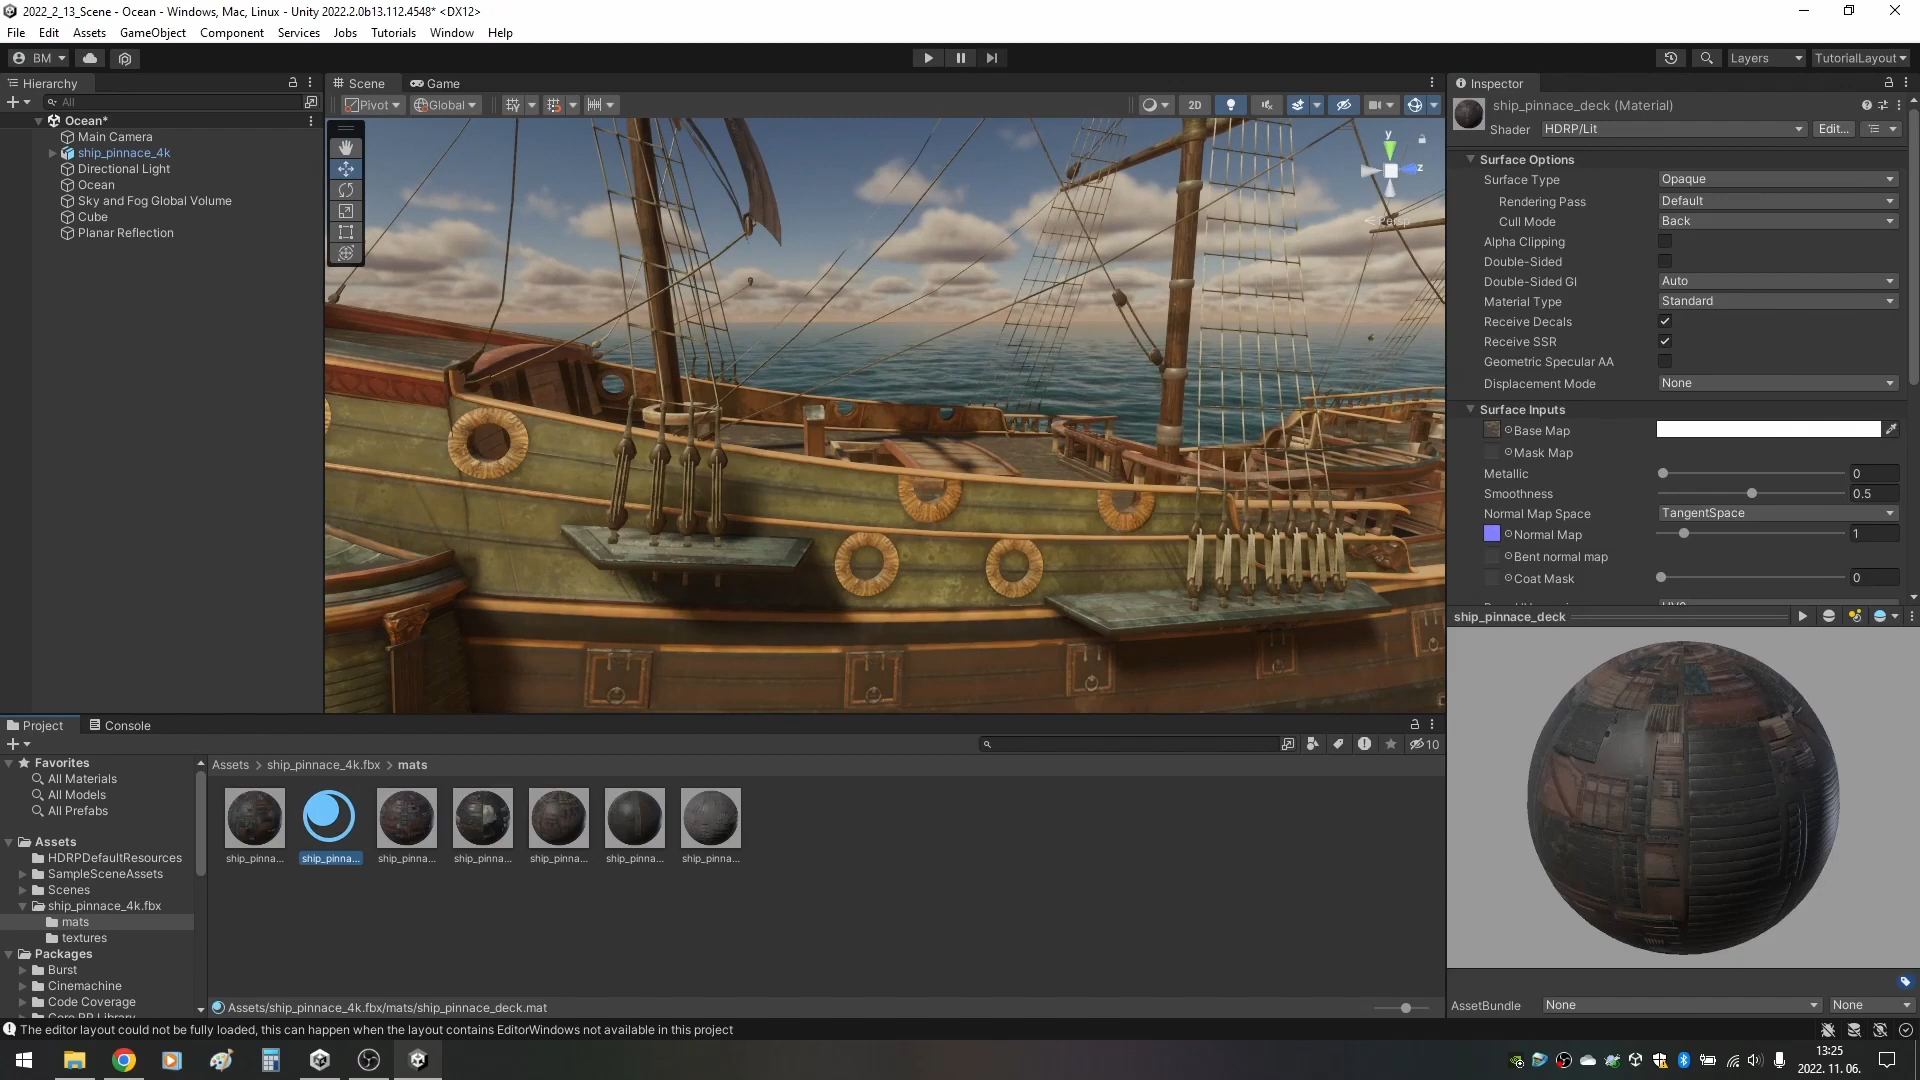 2022_2_13_Scene - Ocean - Windows, Mac, Linux - Unity 2022.2.0b13.112.4548* <DX12>
File Edit Assets GameObject Component Services Jobs Tutorials Window Help
BM
Layers
TutorialLayout
Hierarchy
All
Ocean*
Main Camera
ship_pinnace_4k
Directional Light
Ocean
Sky and Fog Global Volume
Cube
Planar Reflection
Scene
Game
Pivot
Global
2D
y
z
Persp
Inspector
ship_pinnace_deck (Material)
Shader HDRP/Lit Edit...
Surface Options
Surface Type Opaque
Rendering Pass Default
Cull Mode Back
Alpha Clipping
Double-Sided
Double-Sided GI Auto
Material Type Standard
Receive Decals
Receive SSR
Geometric Specular AA
Displacement Mode None
Surface Inputs
Base Map
Mask Map
Metallic 0
Smoothness 0.5
Normal Map Space TangentSpace
Normal Map 1
Bent normal map
Coat Mask 0
ship_pinnace_deck
AssetBundle None None
Project
Console
10
Favorites
All Materials
All Models
All Prefabs
Assets
HDRPDefaultResources
SampleSceneAssets
Scenes
ship_pinnace_4k.fbx
mats
textures
Packages
Burst
Cinemachine
Code Coverage
Assets > ship_pinnace_4k.fbx > mats
ship_pinna... ship_pinna... ship_pinna... ship_pinna... ship_pinna... ship_pinna... ship_pinna...
Assets/ship_pinnace_4k.fbx/mats/ship_pinnace_deck.mat
The editor layout could not be fully loaded, this can happen when the layout contains EditorWindows not available in this project
13:25
2022. 11. 06.